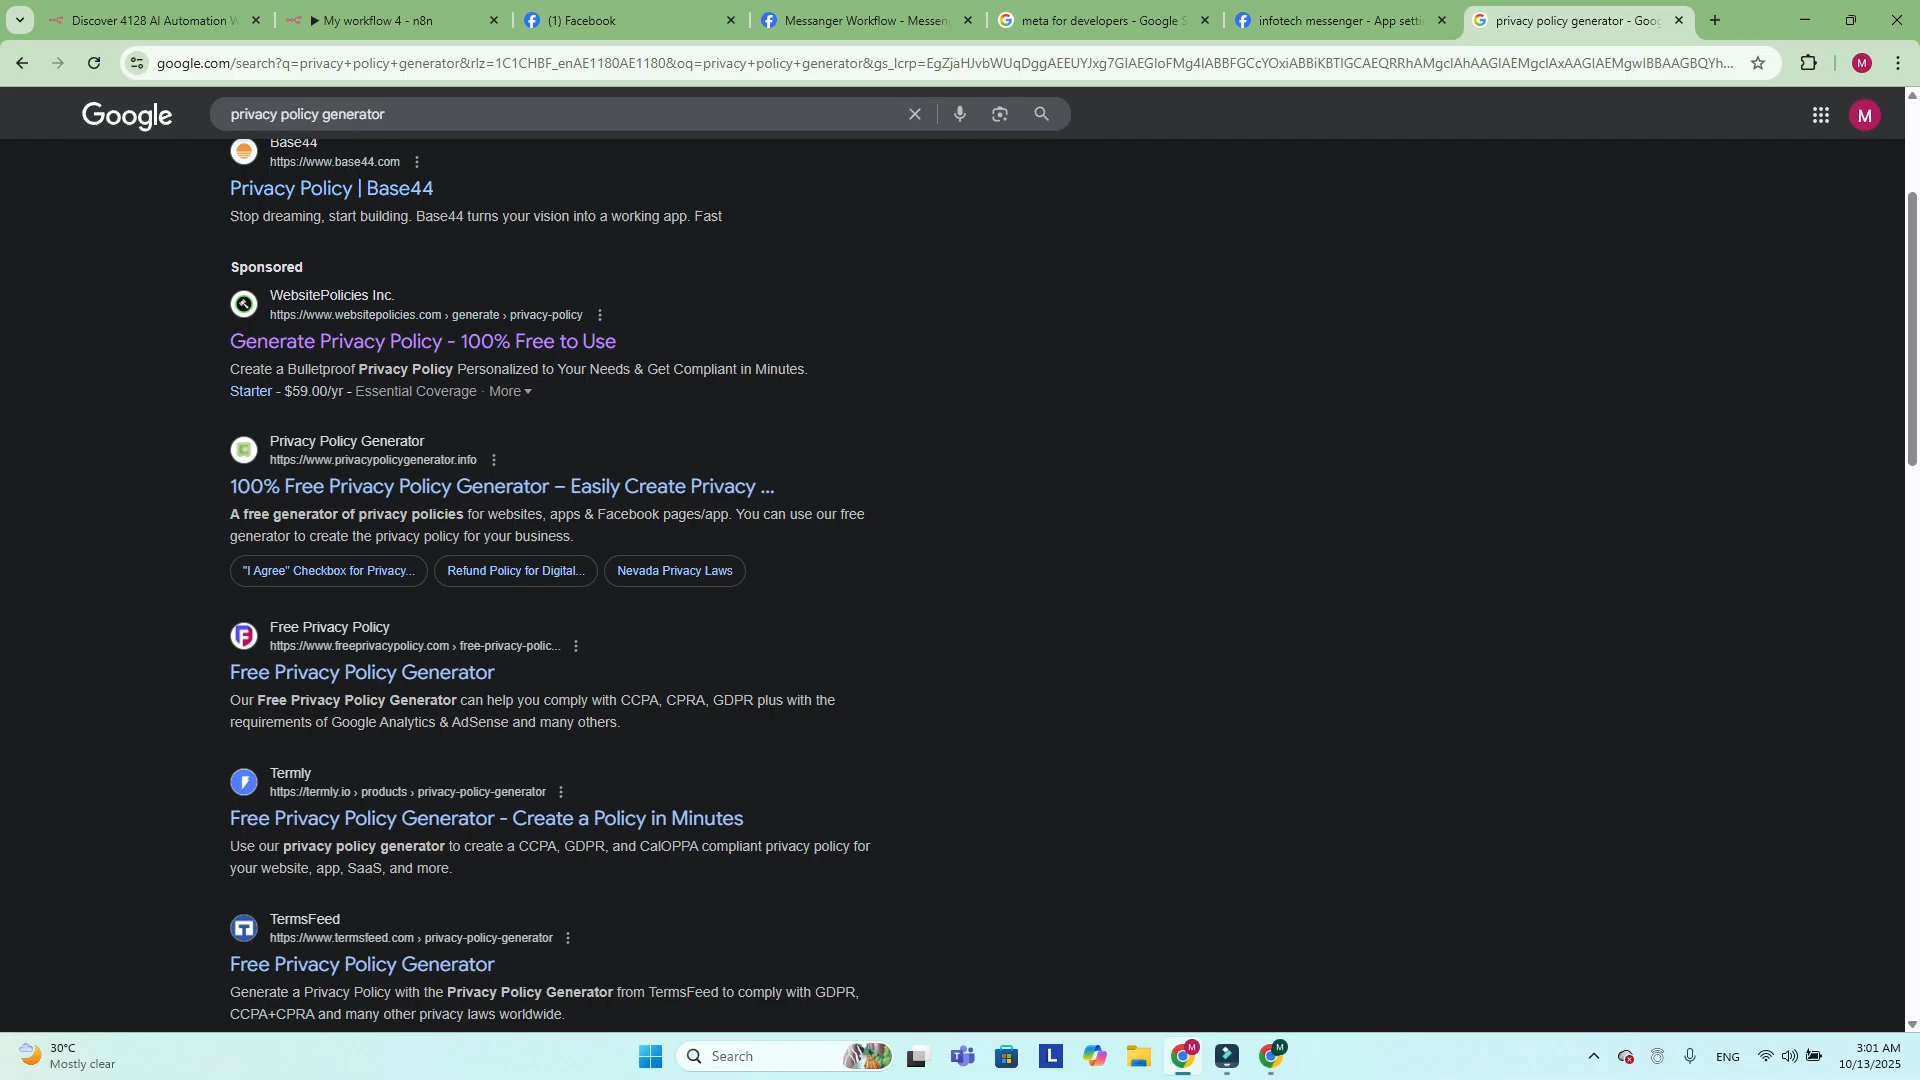 Discover 4128 AI Automation W
My workflow 4 - n8n
(1) Facebook
Messanger Workflow - Messen
meta for developers - Google S
infotech messenger - App setti
privacy policy generator - Goog
google.com/search?q=privacy+policy+generator&rlz=1C1CHBF_enAE1180AE1180&oq=privacy+policy+generator&gs_lcrp=
M
Google
privacy policy generator
M
Base44
https://www.base44.com
Privacy Policy | Base44
Stop dreaming, start building. Base44 turns your vision into a working app. Fast
Sponsored
WebsitePolicies Inc.
https://www.websitepolicies.com › generate › privacy-policy
Generate Privacy Policy - 100% Free to Use
Create a Bulletproof Privacy Policy Personalized to Your Needs & Get Compliant in Minutes.
Starter - $59.00/yr - Essential Coverage · More
Privacy Policy Generator
https://www.privacypolicygenerator.info
100% Free Privacy Policy Generator – Easily Create Privacy ...
A free generator of privacy policies for websites, apps & Facebook pages/app. You can use our free
generator to create the privacy policy for your business.
"I Agree" Checkbox for Privacy... Refund Policy for Digital... Nevada Privacy Laws
Free Privacy Policy
https://www.freeprivacypolicy.com › free-privacy-polic...
Free Privacy Policy Generator
Our Free Privacy Policy Generator can help you comply with CCPA, CPRA, GDPR plus with the
requirements of Google Analytics & AdSense and many others.
Termly
https://termly.io › products › privacy-policy-generator
Free Privacy Policy Generator - Create a Policy in Minutes
Use our privacy policy generator to create a CCPA, GDPR, and CalOPPA compliant privacy policy for
your website, app, SaaS, and more.
TermsFeed
https://www.termsfeed.com › privacy-policy-generator
Free Privacy Policy Generator
Generate a Privacy Policy with the Privacy Policy Generator from TermsFeed to comply with GDPR,
CCPA+CPRA and many other privacy laws worldwide.
30°C
Mostly clear
Search
ENG
3:01 AM
10/13/2025